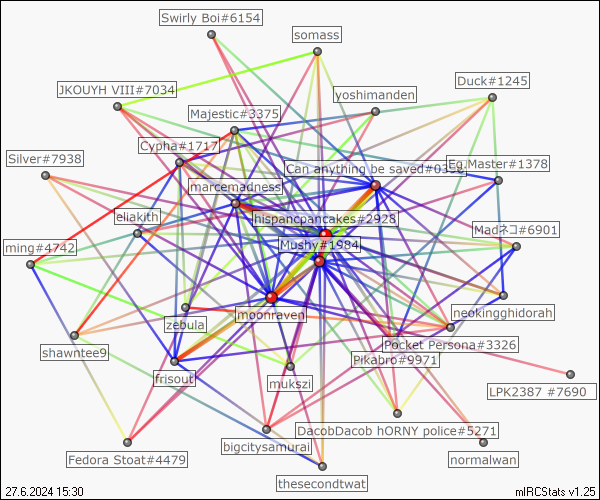 Swirly Boi#6154
somass
JKOUYH VIII#7034
yoshimanden
Duck#1245
Majestic#3375
Cypha#1717
Silver#7938
Can anything be saved#03
Eg.Master#1378
marcemadness
eliakith
hispancpancakes#2928
Madネコ#6901
ming#4742
Mushy#1984
moonraven
neokingghidorah
zebula
Pocket Persona#3326
shawntee9
Pikabro#9971
frisout
mukszi
LPK2387 #7690
DacobDacob hORNY police#5271
bigcitysamurai
Fedora Stoat#4479
normalwan
thesecondtwat
27.6.2024 15:30
mIRCStats v1.25